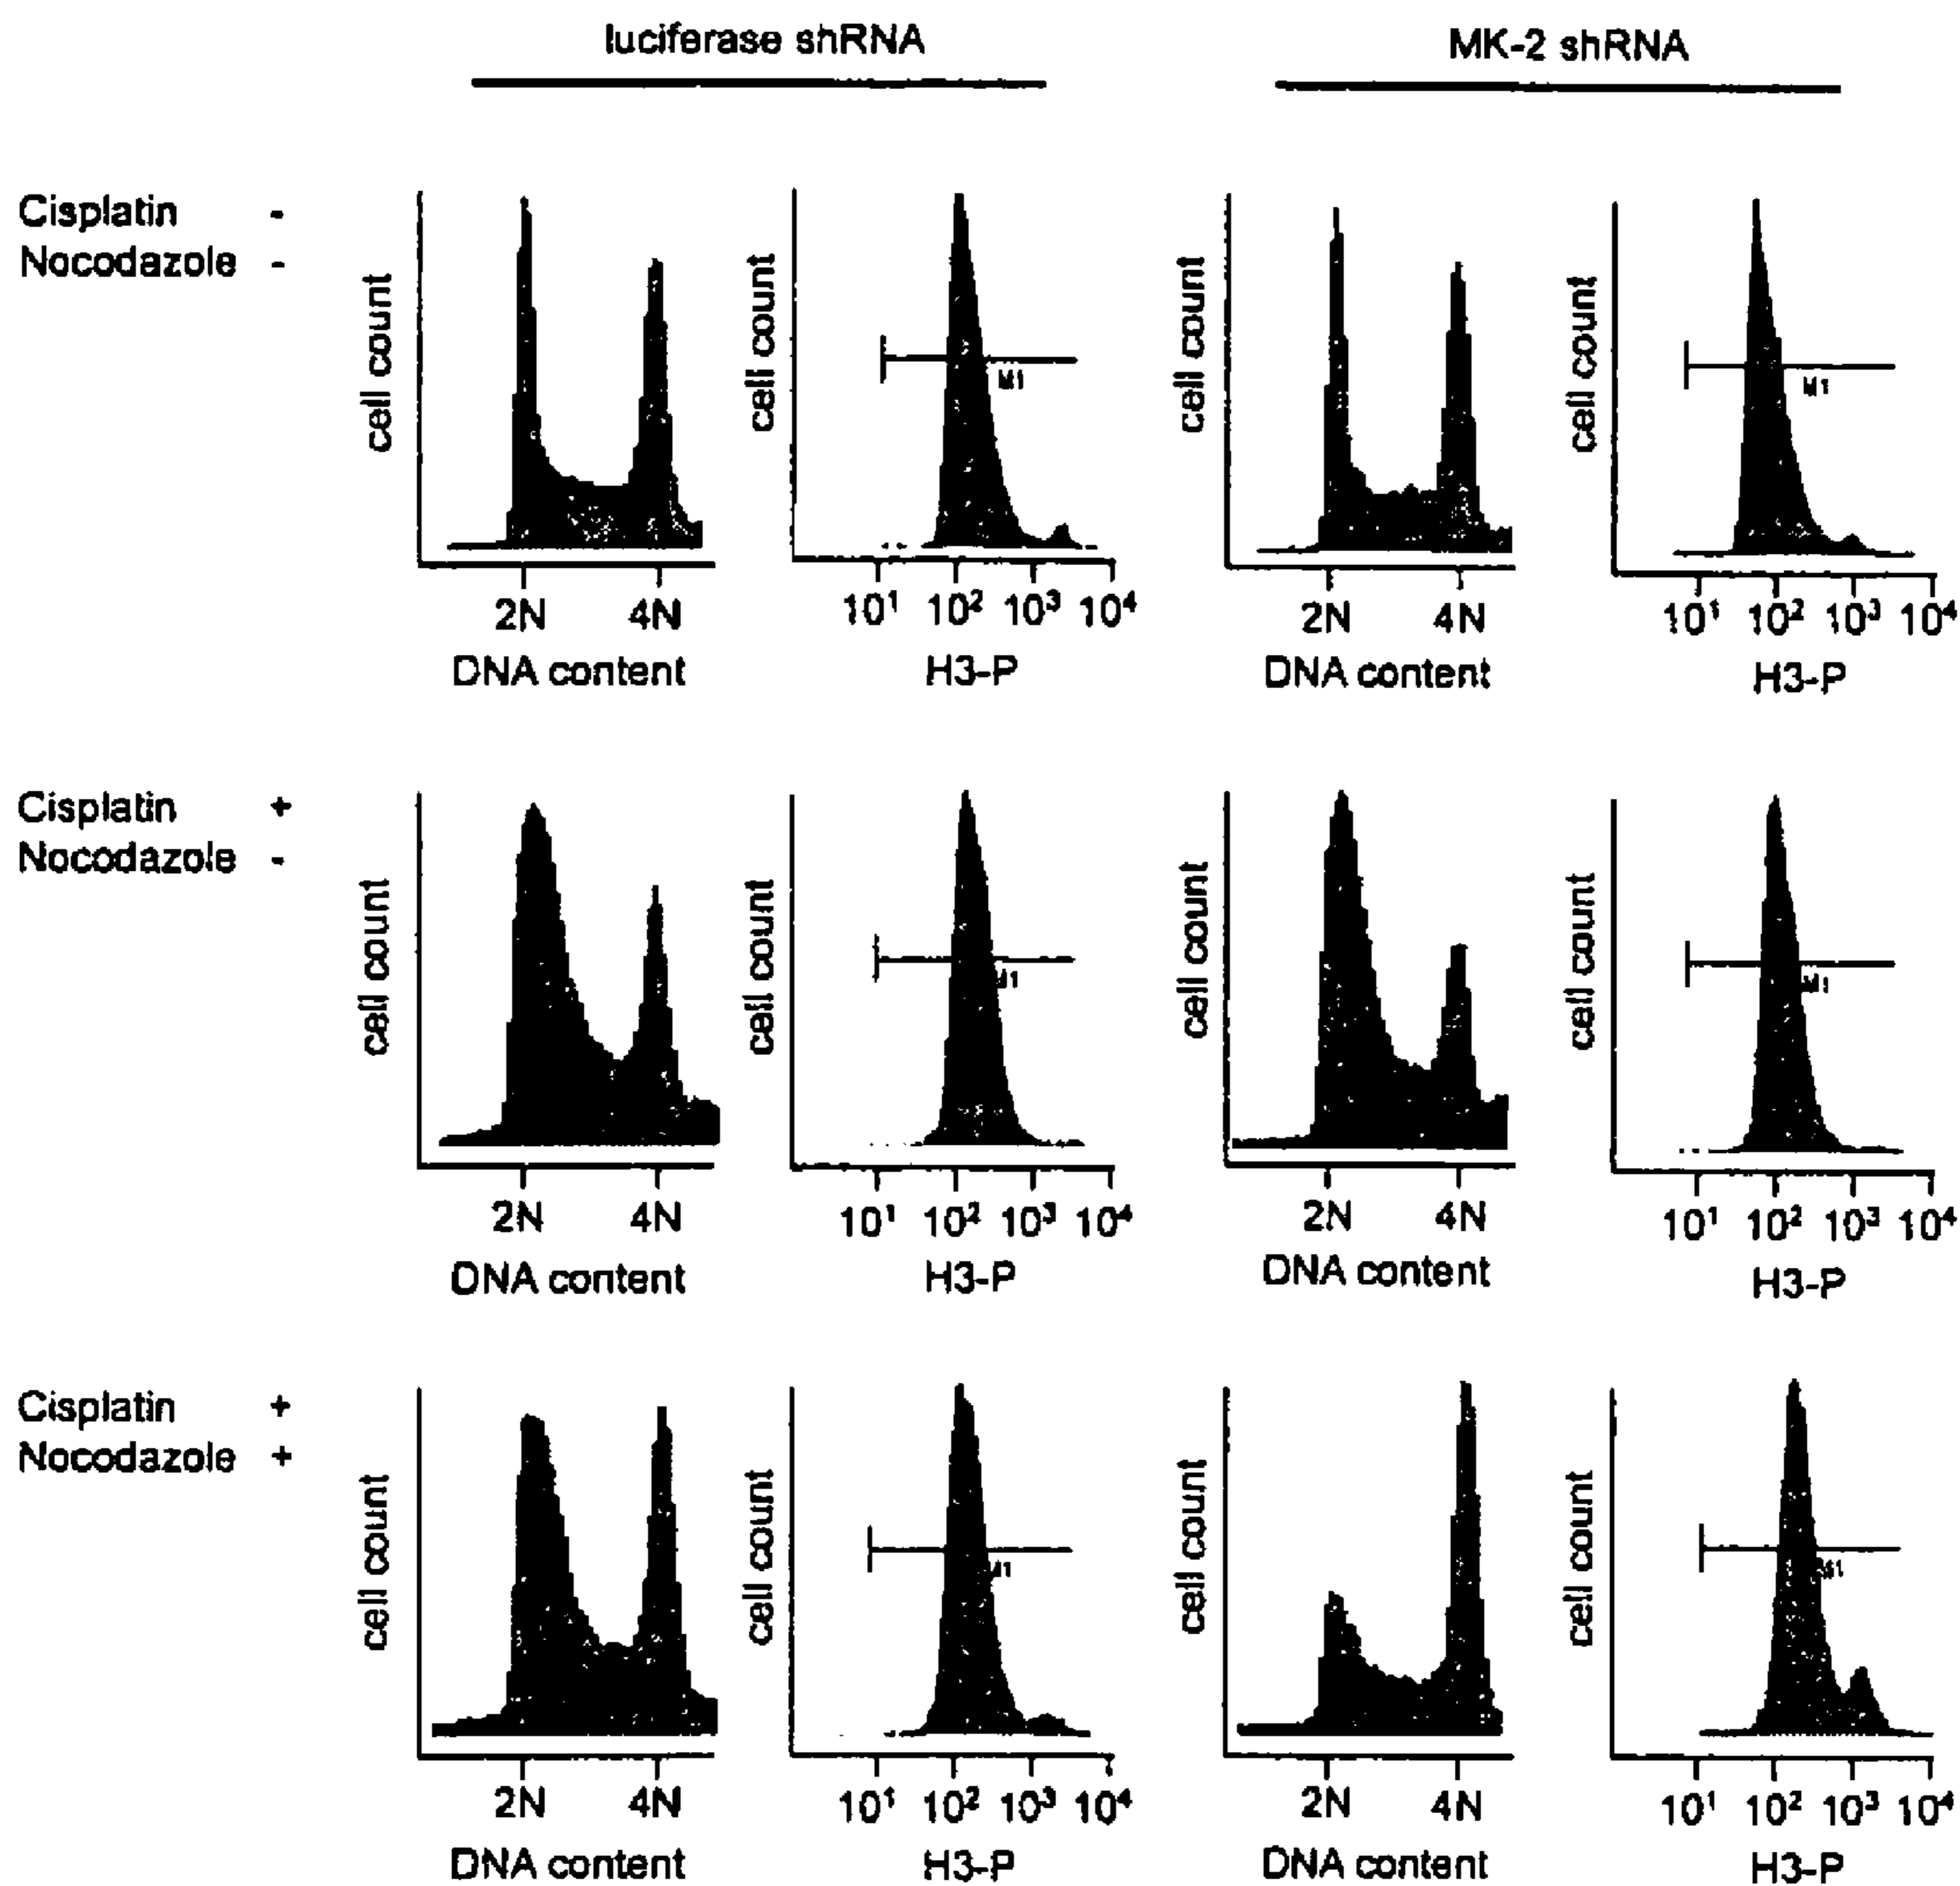 luciferase shRNA
MK-2 shRNA
Cisplatin -
Nocodazole -
cell count
cell count
cell count
cell count
2N 4N
10¹ 10² 10³ 10⁴
2N 4N
10¹ 10² 10³ 10⁴
M1
M1
DNA content
H3-P
DNA content
H3-P
Cisplatin +
Nocodazole -
cell count
cell count
cell count
cell count
M1
M1
2N 4N
10¹ 10² 10³ 10⁴
2N 4N
10¹ 10² 10³ 10⁴
DNA content
H3-P
DNA content
H3-P
Cisplatin +
Nocodazole +
cell count
cell count
cell count
cell count
M1
M1
2N 4N
10¹ 10² 10³ 10⁴
2N 4N
10¹ 10² 10³ 10⁴
DNA content
H3-P
DNA content
H3-P